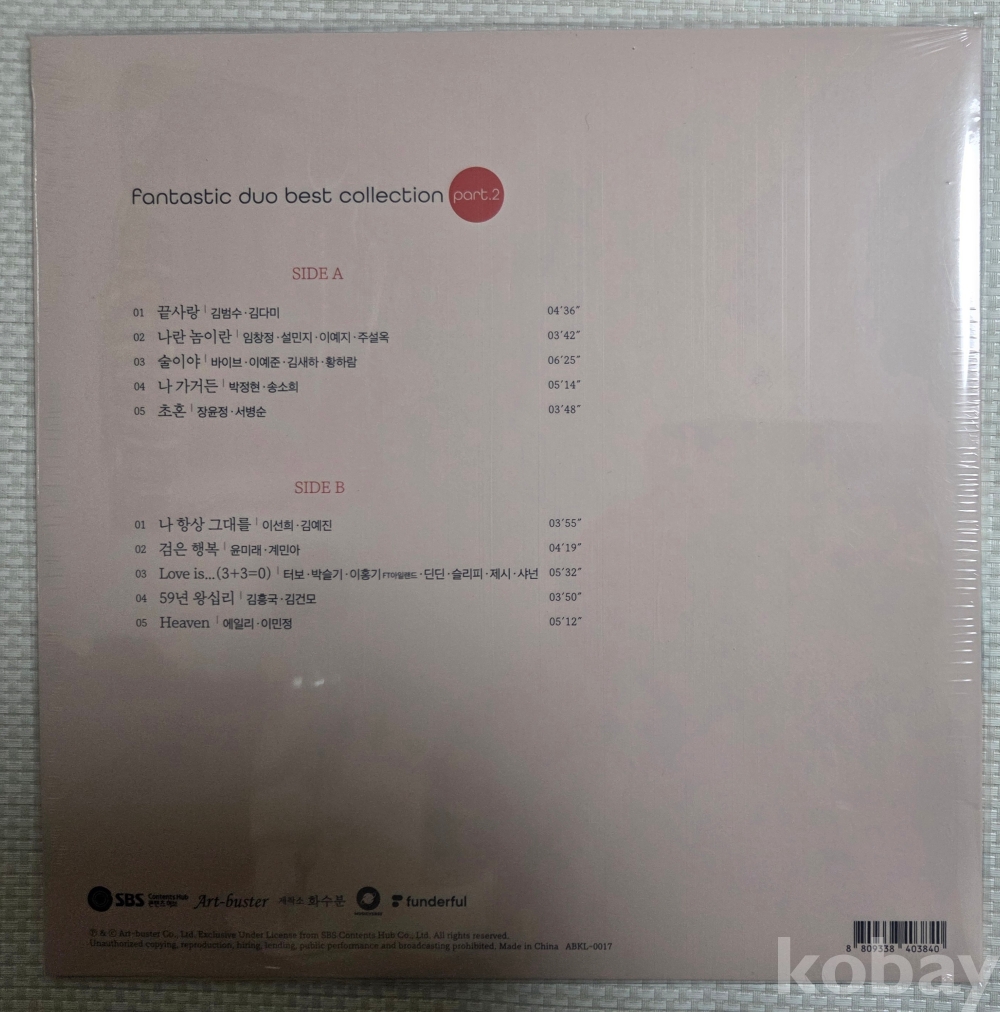 fantastic duo best collection part.2
SIDE A
01 끝사랑 | 김범수·김다미 04'36"
02 나란 놈이란 | 임창정·설민지·이예지·주설옥 03'42"
03 술이야 | 바이브·이예준·김새하·황하람 06'25"
04 나 가거든 | 박정현·송소희 05'14"
05 초혼 | 장윤정·서병순 03'48"
SIDE B
01 나 항상 그대를 | 이선희·김예진 03'55"
02 검은 행복 | 윤미래·계민아 04'19"
03 Love is...(3+3=0) | 터보·박슬기·이홍기 FT아일랜드·딘딘·슬리피·제시·샤넌 05'32"
04 59년 왕십리 | 김흥국·김건모 03'50"
05 Heaven | 에일리·이민정 05'12"
SBS Contents Hub 콘텐츠허브 Art-buster 제작소 화수분 funderful
Ⓟ & © Art-buster Co., Ltd. Exclusive Under License from SBS Contents Hub Co., Ltd. All rights reserved.
Unauthorized copying, reproduction, hiring, lending, public performance and broadcasting prohibited. Made in China ABKL-0017
8 809338 403840
kobay